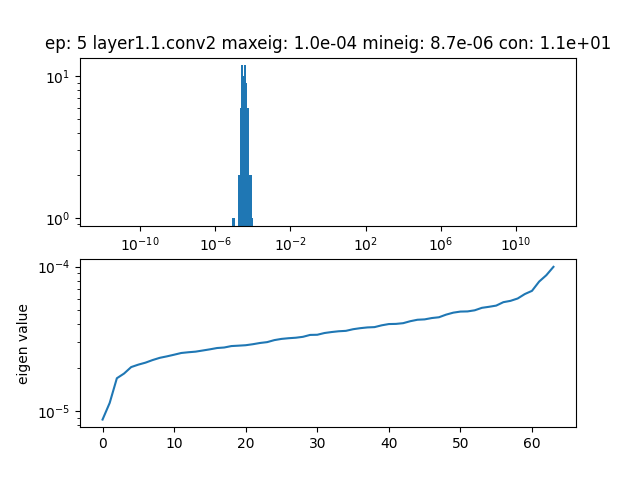 ep: 5 layer1.1.conv2 maxeig: 1.0e-04 mineig: 8.7e-06 con: 1.1e+01
10¹
10⁰
10⁻¹⁰ 10⁻⁶ 10⁻² 10² 10⁶ 10¹⁰
10⁻⁴
eigen value
10⁻⁵
0 10 20 30 40 50 60